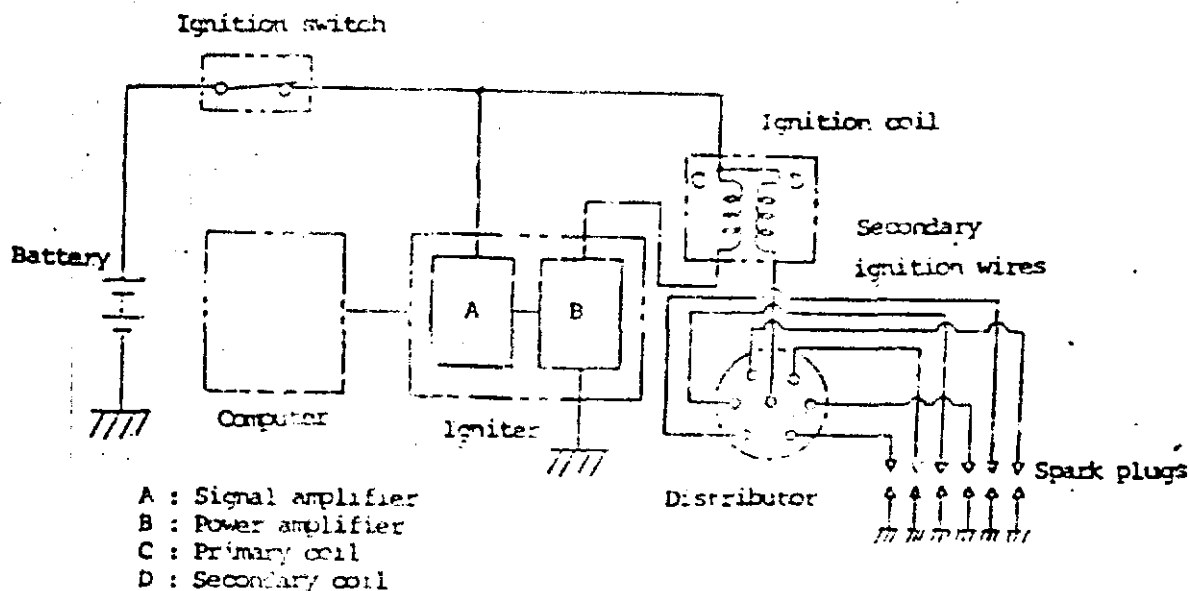 Ignition switch
Ignition coil
Secondary
ignition wires
Battery
A
B
Computer
Igniter
Distributor
Spark plugs
A : Signal amplifier
B : Power amplifier
C : Primary coil
D : Secondary coil